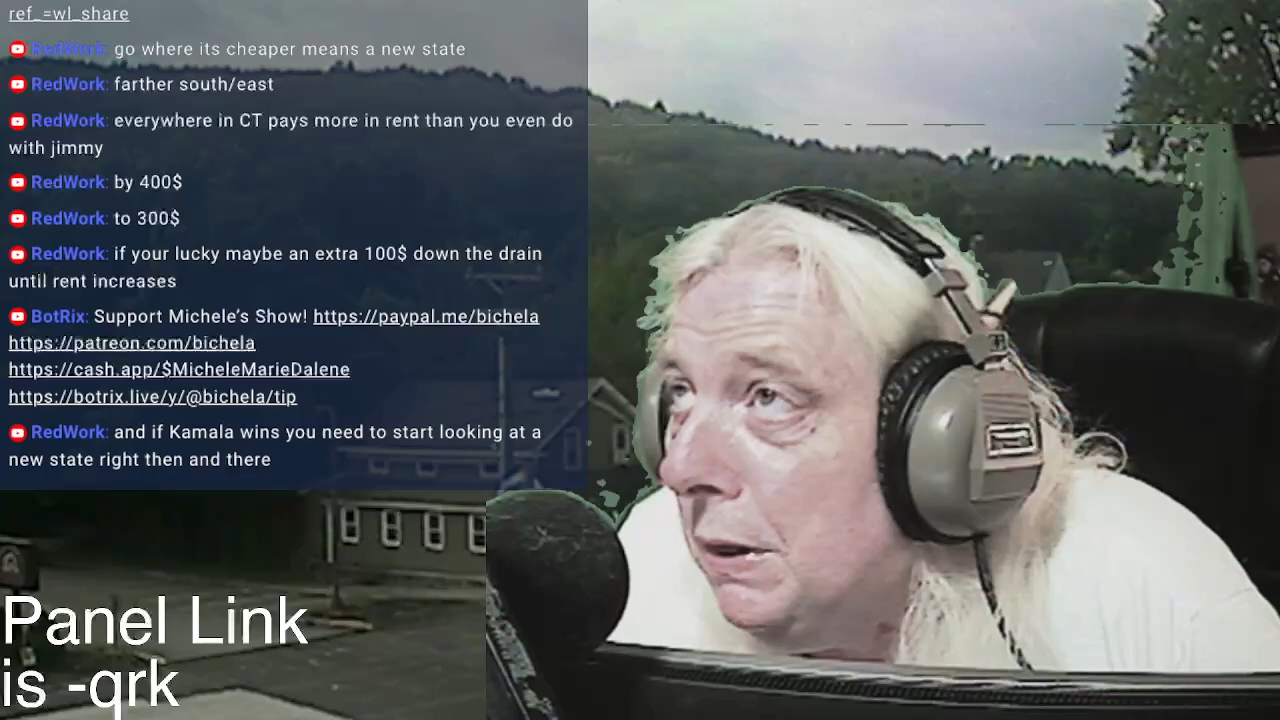 ref_=wl_share
RedWork: go where its cheaper means a new state
RedWork: farther south/east
RedWork: everywhere in CT pays more in rent than you even do
with jimmy
RedWork: by 400$
RedWork: to 300$
RedWork: if your lucky maybe an extra 100$ down the drain
until rent increases
BotRix: Support Michele's Show! https://paypal.me/bichela
https://patreon.com/bichela
https://cash.app/$MicheleMarieDalene
https://botrix.live/y/@bichela/tip
RedWork: and if Kamala wins you need to start looking at a
new state right then and there
Panel Link
is -qrk